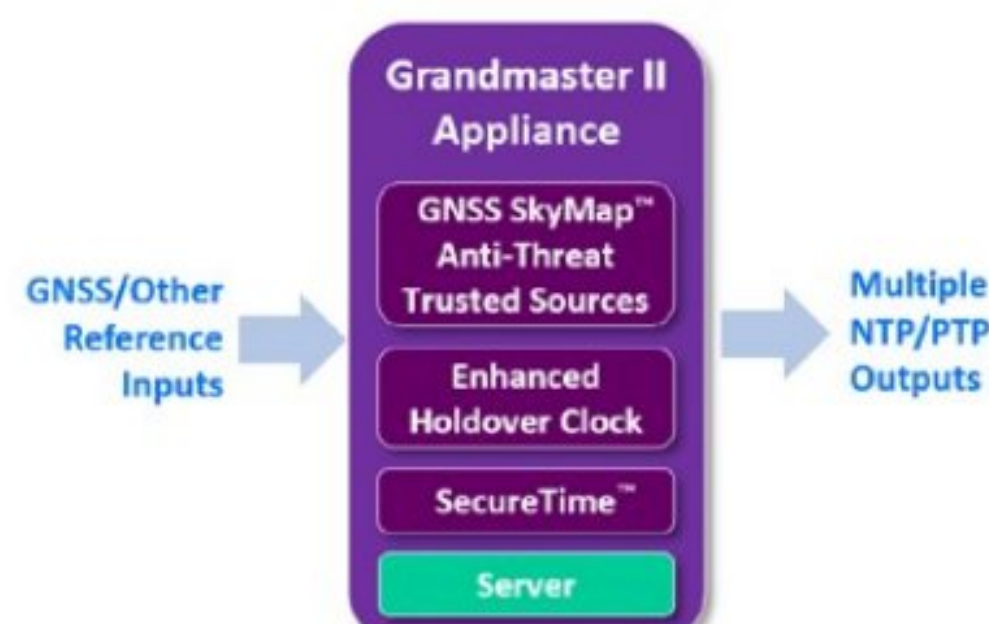 Grandmaster II
Appliance
GNSS SkyMap™
Anti-Threat
Trusted Sources
Enhanced
Holdover Clock
SecureTime™
Server
GNSS/Other
Reference
Inputs
Multiple
NTP/PTP
Outputs